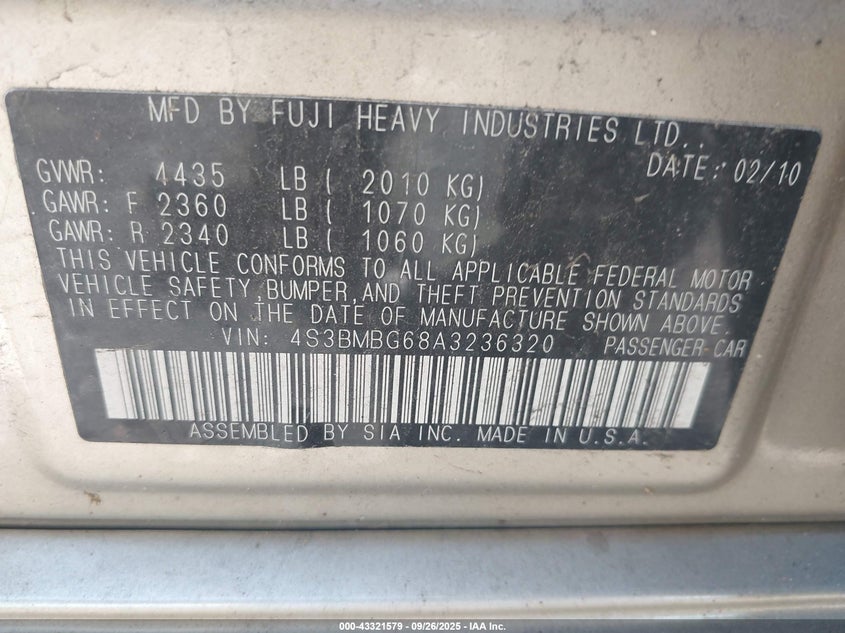 MFD BY FUJI HEAVY INDUSTRIES LTD..
DATE: 02/10
GVWR: 4435 LB ( 2010 KG)
GAWR: F 2360 LB ( 1070 KG)
GAWR: R 2340 LB ( 1060 KG)
THIS VEHICLE CONFORMS TO ALL APPLICABLE FEDERAL MOTOR
VEHICLE SAFETY, BUMPER, AND THEFT PREVENTION STANDARDS
IN EFFECT ON THE DATE OF MANUFACTURE SHOWN ABOVE.
VIN: 4S3BMBG68A3236320 PASSENGER CAR
ASSEMBLED BY SIA INC. MADE IN U.S.A.
000-43321579 - 09/26/2025 - IAA Inc.